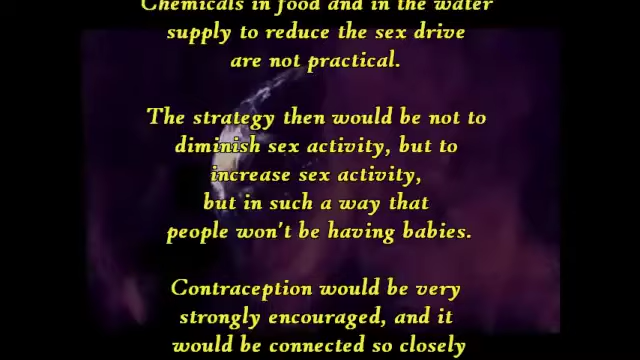 Chemicals in food and in the water
supply to reduce the sex drive
are not practical.
The strategy then would be not to
diminish sex activity, but to
increase sex activity,
but in such a way that
people won't be having babies.
Contraception would be very
strongly encouraged, and it
would be connected so closely